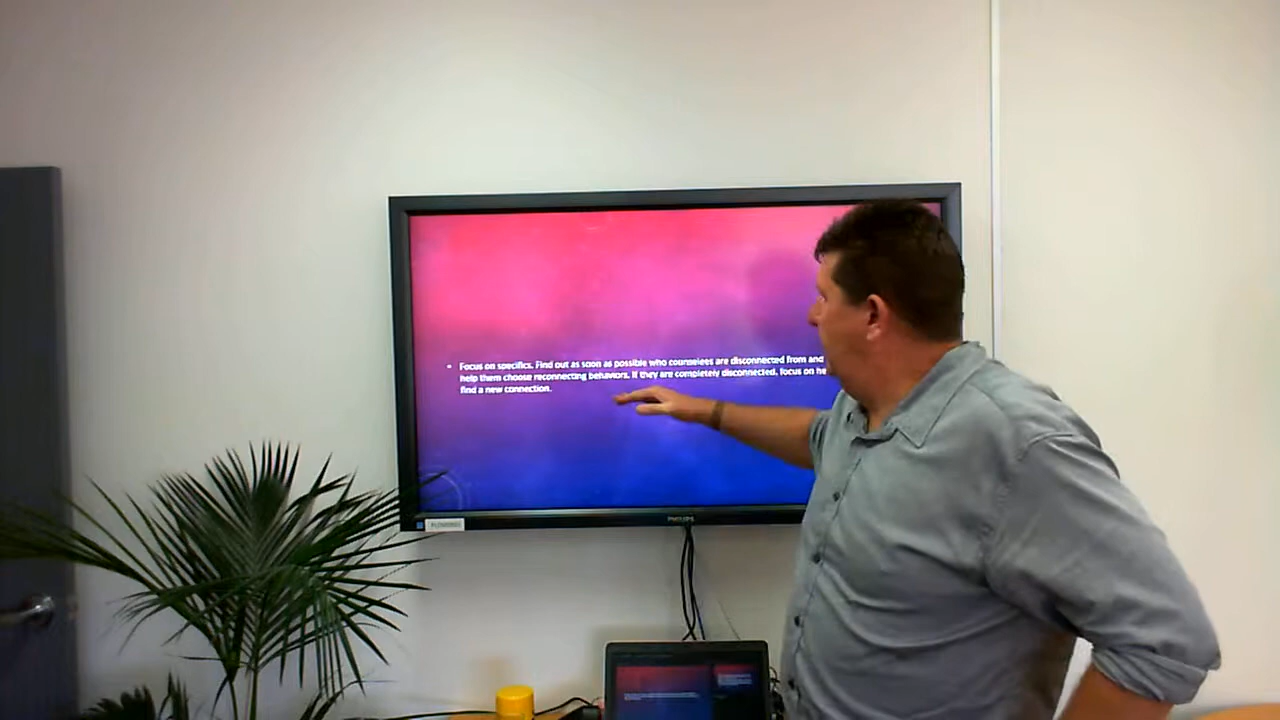 Focus on specifics. Find out as soon as possible who counselees are disconnected from and
help them choose reconnecting behaviors. If they are completely disconnected, focus on he
find a new connection.
PHILIPS